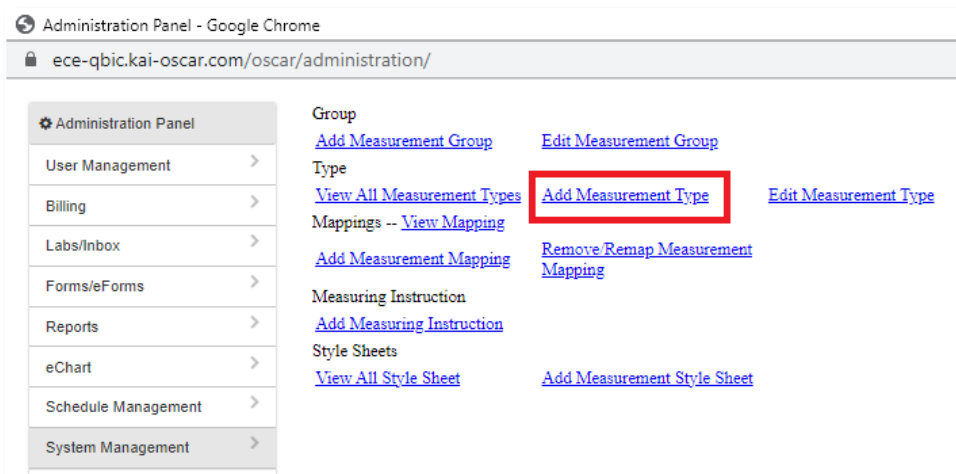 Administration Panel - Google Chrome
ece-qbic.kai-oscar.com/oscar/administration/
Administration Panel
User Management
Billing
Labs/Inbox
Forms/eForms
Reports
eChart
Schedule Management
System Management
Group
Add Measurement Group Edit Measurement Group
Type
View All Measurement Types Add Measurement Type Edit Measurement Type
Mappings -- View Mapping
Add Measurement Mapping Remove/Remap Measurement
Mapping
Measuring Instruction
Add Measuring Instruction
Style Sheets
View All Style Sheet Add Measurement Style Sheet